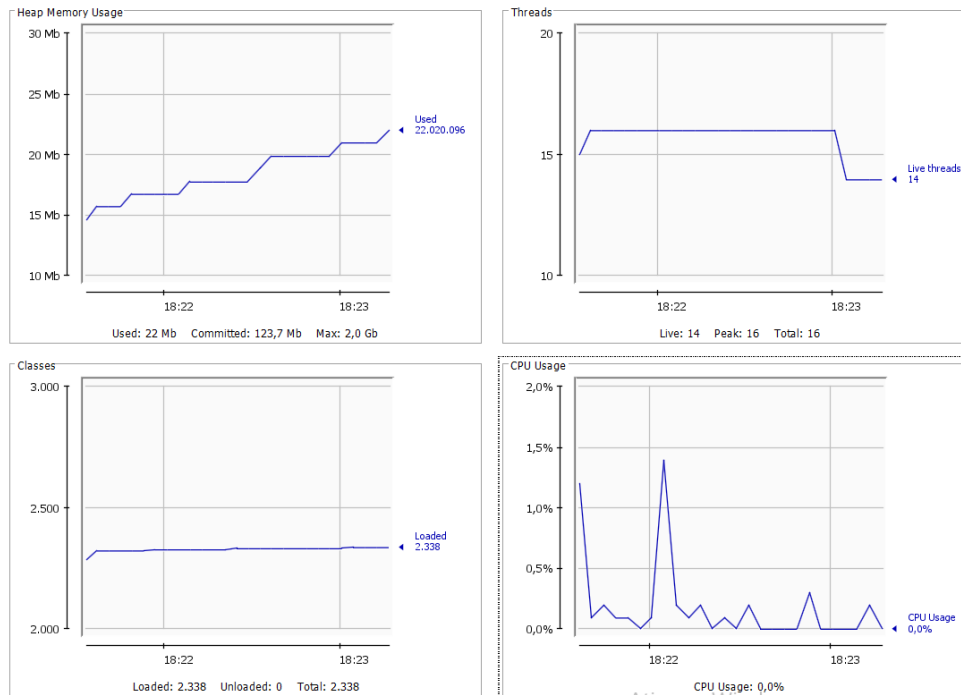 Heap Memory Usage
30 Mb
25 Mb
20 Mb
15 Mb
10 Mb
Used
22.020.096
18:22
18:23
Used: 22 Mb Committed: 123,7 Mb Max: 2,0 Gb
Threads
20
15
10
Live threads
14
18:22
18:23
Live: 14 Peak: 16 Total: 16
Classes
3.000
2.500
2.000
Loaded
2.338
18:22
18:23
Loaded: 2.338 Unloaded: 0 Total: 2.338
CPU Usage
2,0%
1,5%
1,0%
0,5%
0,0%
CPU Usage
0,0%
18:22
18:23
CPU Usage: 0,0%